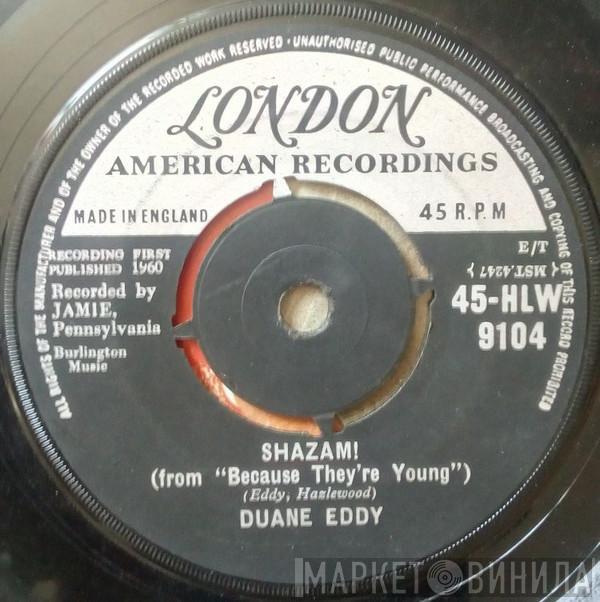 ALL RIGHTS OF THE MANUFACTURER AND OF THE OWNER OF THE RECORDED WORK RESERVED · UNAUTHORISED PUBLIC PERFORMANCE BROADCASTING AND COPYING OF THIS RECORD PROHIBITED
LONDON
AMERICAN RECORDINGS
MADE IN ENGLAND
45 R.P.M
RECORDING FIRST
PUBLISHED 1960
Recorded by
JAMIE,
Pennsylvania
Burlington
Music
E/T
MST.4247
45-HLW
9104
SHAZAM!
(from "Because They're Young")
(Eddy, Hazlewood)
DUANE EDDY
МАРКЕТ ВИНИЛА